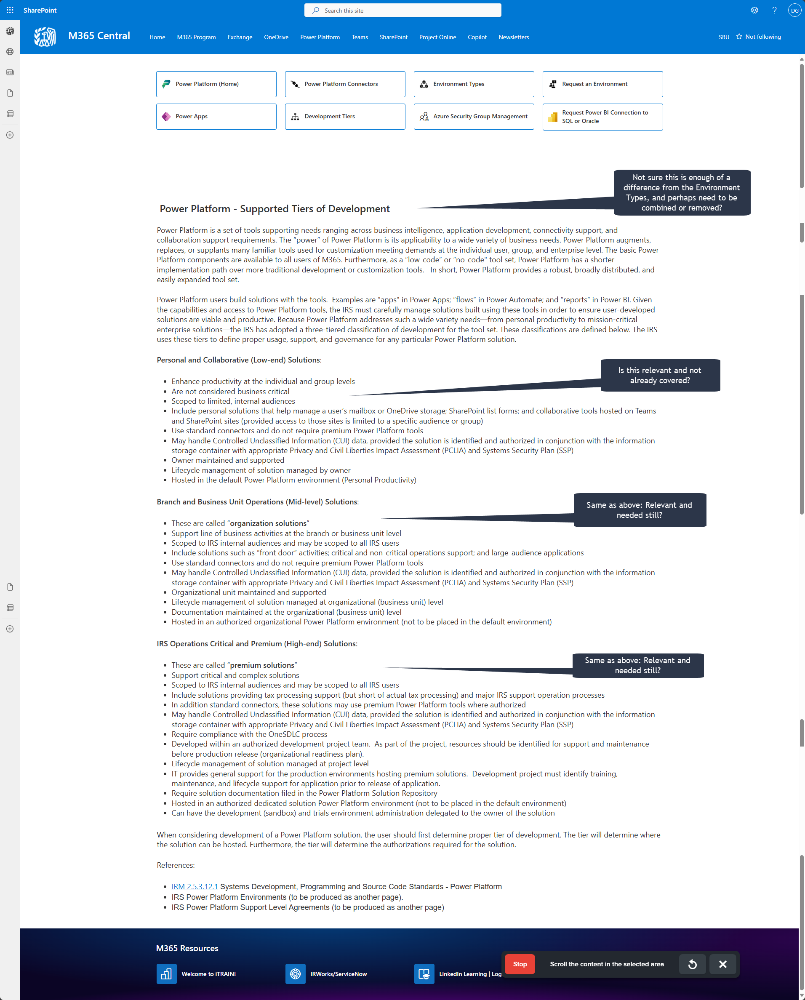 SharePoint
Search this site
DG
M365 Central
Home M365 Program Exchange OneDrive Power Platform Teams SharePoint Project Online Copilot Newsletters
SBU Not following
Power Platform (Home)
Power Platform Connectors
Environment Types
Request an Environment
Power Apps
Development Tiers
Azure Security Group Management
Request Power BI Connection to
SQL or Oracle
Not sure this is enough of a
difference from the Environment
Types, and perhaps need to be
combined or removed?
Power Platform - Supported Tiers of Development
Power Platform is a set of tools supporting needs ranging across business intelligence, application development, connectivity support, and
collaboration support requirements. The “power” of Power Platform is its applicability to a wide variety of business needs. Power Platform augments,
replaces, or supplants many familiar tools used for customization meeting demands at the individual user, group, and enterprise level. The basic Power
Platform components are available to all users of M365. Furthermore, as a “low-code” or “no-code" tool set, Power Platform has a shorter
implementation path over more traditional development or customization tools.   In short, Power Platform provides a robust, broadly distributed, and
easily expanded tool set.
Power Platform users build solutions with the tools.  Examples are “apps" in Power Apps; “flows” in Power Automate; and “reports” in Power BI. Given
the capabilities and access to Power Platform tools, the IRS must carefully manage solutions built using these tools in order to ensure user-developed
solutions are viable and productive. Because Power Platform addresses such a wide variety needs—from personal productivity to mission-critical
enterprise solutions—the IRS has adopted a three-tiered classification of development for the tool set. These classifications are defined below. The IRS
uses these tiers to define proper usage, support, and governance for any particular Power Platform solution.
Personal and Collaborative (Low-end) Solutions:
Is this relevant and not
already covered?
• Enhance productivity at the individual and group levels
• Are not considered business critical
• Scoped to limited, internal audiences
• Include personal solutions that help manage a user’s mailbox or OneDrive storage; SharePoint list forms; and collaborative tools hosted on Teams
and SharePoint sites (provided access to those sites is limited to a specific audience or group)
• Use standard connectors and do not require premium Power Platform tools
• May handle Controlled Unclassified Information (CUI) data, provided the solution is identified and authorized in conjunction with the information
storage container with appropriate Privacy and Civil Liberties Impact Assessment (PCLIA) and Systems Security Plan (SSP)
• Owner maintained and supported
• Lifecycle management of solution managed by owner
• Hosted in the default Power Platform environment (Personal Productivity)
Branch and Business Unit Operations (Mid-level) Solutions:
Same as above: Relevant and
needed still?
• These are called “organization solutions”
• Support line of business activities at the branch or business unit level
• Scoped to IRS internal audiences and may be scoped to all IRS users
• Include solutions such as “front door” activities; critical and non-critical operations support; and large-audience applications
• Use standard connectors and do not require premium Power Platform tools
• May handle Controlled Unclassified Information (CUI) data, provided the solution is identified and authorized in conjunction with the information
storage container with appropriate Privacy and Civil Liberties Impact Assessment (PCLIA) and Systems Security Plan (SSP)
• Organizational unit maintained and supported
• Lifecycle management of solution managed at organizational (business unit) level
• Documentation maintained at the organizational (business unit) level
• Hosted in an authorized organizational Power Platform environment (not to be placed in the default environment)
IRS Operations Critical and Premium (High-end) Solutions:
Same as above: Relevant and
needed still?
• These are called “premium solutions”
• Support critical and complex solutions
• Scoped to IRS internal audiences and may be scoped to all IRS users
• Include solutions providing tax processing support (but short of actual tax processing) and major IRS support operation processes
• In addition standard connectors, these solutions may use premium Power Platform tools where authorized
• May handle Controlled Unclassified Information (CUI) data, provided the solution is identified and authorized in conjunction with the information
storage container with appropriate Privacy and Civil Liberties Impact Assessment (PCLIA) and Systems Security Plan (SSP)
• Require compliance with the OneSDLC process
• Developed within an authorized development project team.  As part of the project, resources should be identified for support and maintenance
before production release (organizational readiness plan).
• Lifecycle management of solution managed at project level
• IT provides general support for the production environments hosting premium solutions.  Development project must identify training,
maintenance, and lifecycle support for application prior to release of application.
• Require solution documentation filed in the Power Platform Solution Repository
• Hosted in an authorized dedicated solution Power Platform environment (not to be placed in the default environment)
• Can have the development (sandbox) and trials environment administration delegated to the owner of the solution
When considering development of a Power Platform solution, the user should first determine proper tier of development. The tier will determine where
the solution can be hosted. Furthermore, the tier will determine the authorizations required for the solution.
References:
• IRM 2.5.3.12.1 Systems Development, Programming and Source Code Standards - Power Platform
• IRS Power Platform Environments (to be produced as another page).
• IRS Power Platform Support Level Agreements (to be produced as another page)
M365 Resources
Welcome to iTRAIN!
IRWorks/ServiceNow
LinkedIn Learning | Log
Stop
Scroll the content in the selected area